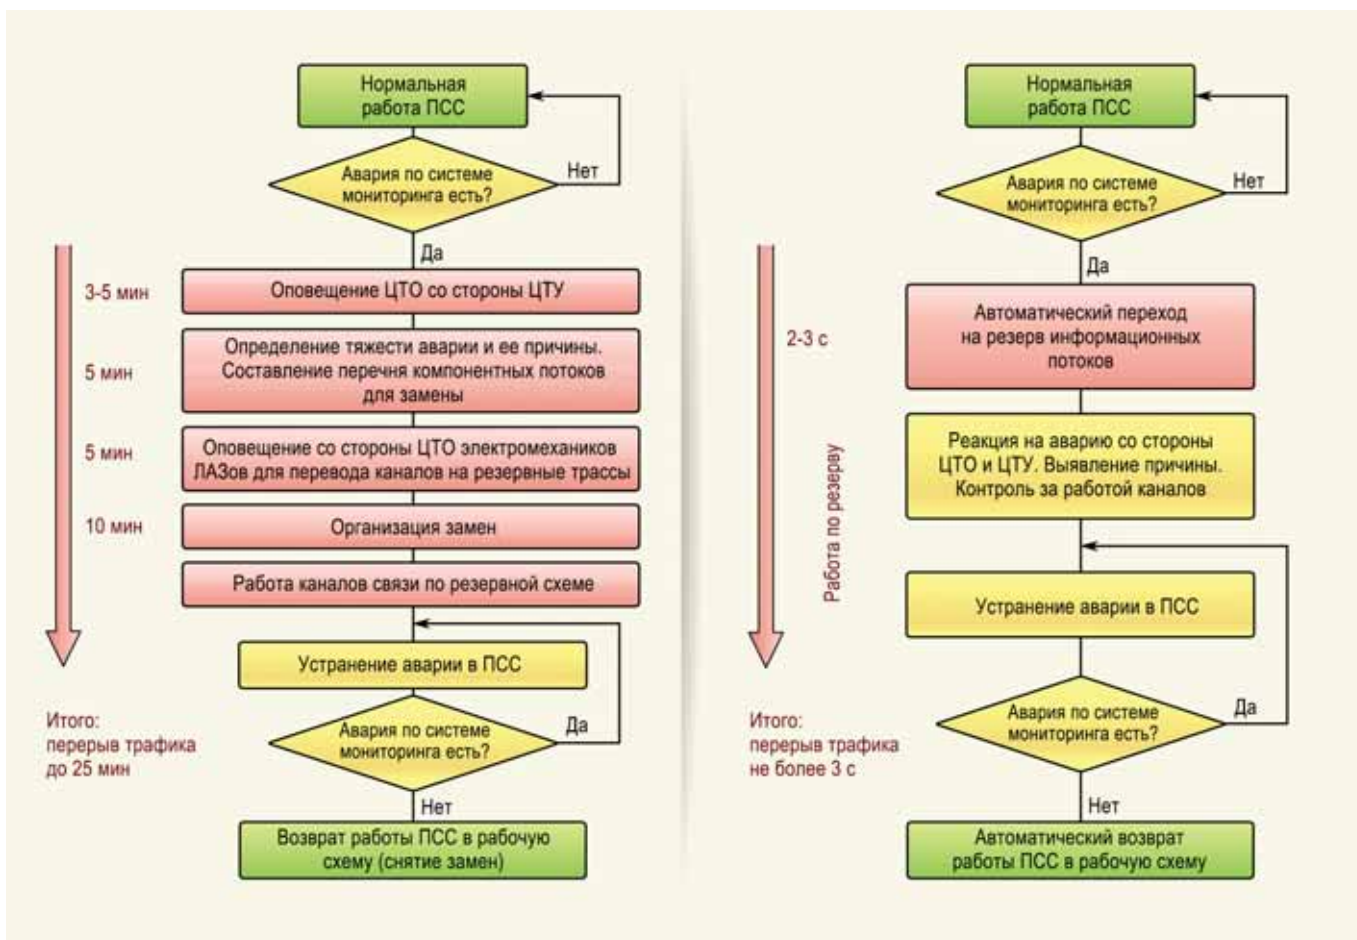 Нормальная
работа ПСС
Авария по системе
мониторинга есть?
Нет
Да
3-5 мин
Оповещение ЦТО со стороны ЦТУ
5 мин
Определение тяжести аварии и ее причины.
Составление перечня компонентных потоков
для замены
5 мин
Оповещение со стороны ЦТО электромехаников
ЛАЗов для перевода каналов на резервные трассы
10 мин
Организация замен
Работа каналов связи по резервной схеме
Устранение аварии в ПСС
Авария по системе
мониторинга есть?
Да
Нет
Итого:
перерыв трафика
до 25 мин
Возврат работы ПСС в рабочую
схему (снятие замен)
Нормальная
работа ПСС
Авария по системе
мониторинга есть?
Нет
Да
2-3 с
Автоматический переход
на резерв информационных
потоков
Работа по резерву
Реакция на аварию со стороны
ЦТО и ЦТУ. Выявление причины.
Контроль за работой каналов
Устранение аварии в ПСС
Авария по системе
мониторинга есть?
Да
Нет
Итого:
перерыв трафика
не более 3 с
Автоматический возврат
работы ПСС в рабочую схему